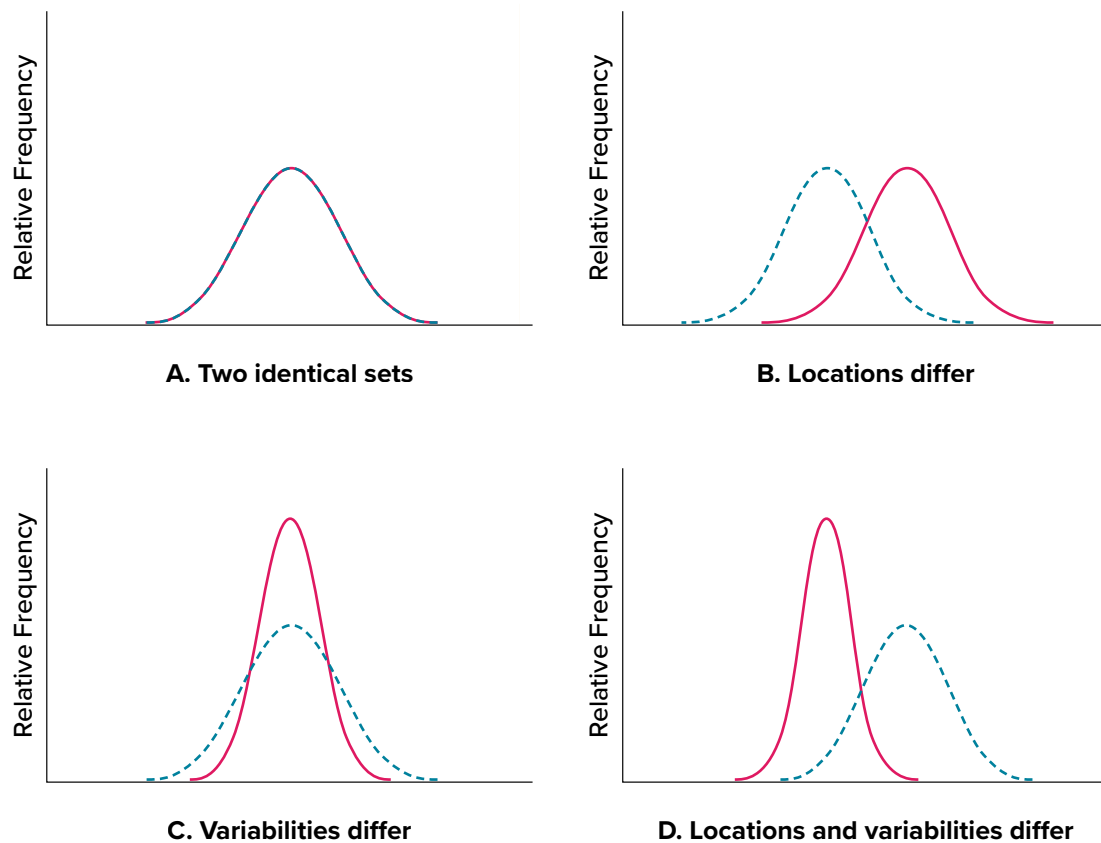 Relative Frequency
A. Two identical sets
Relative Frequency
B. Locations differ
Relative Frequency
C. Variabilities differ
Relative Frequency
D. Locations and variabilities differ